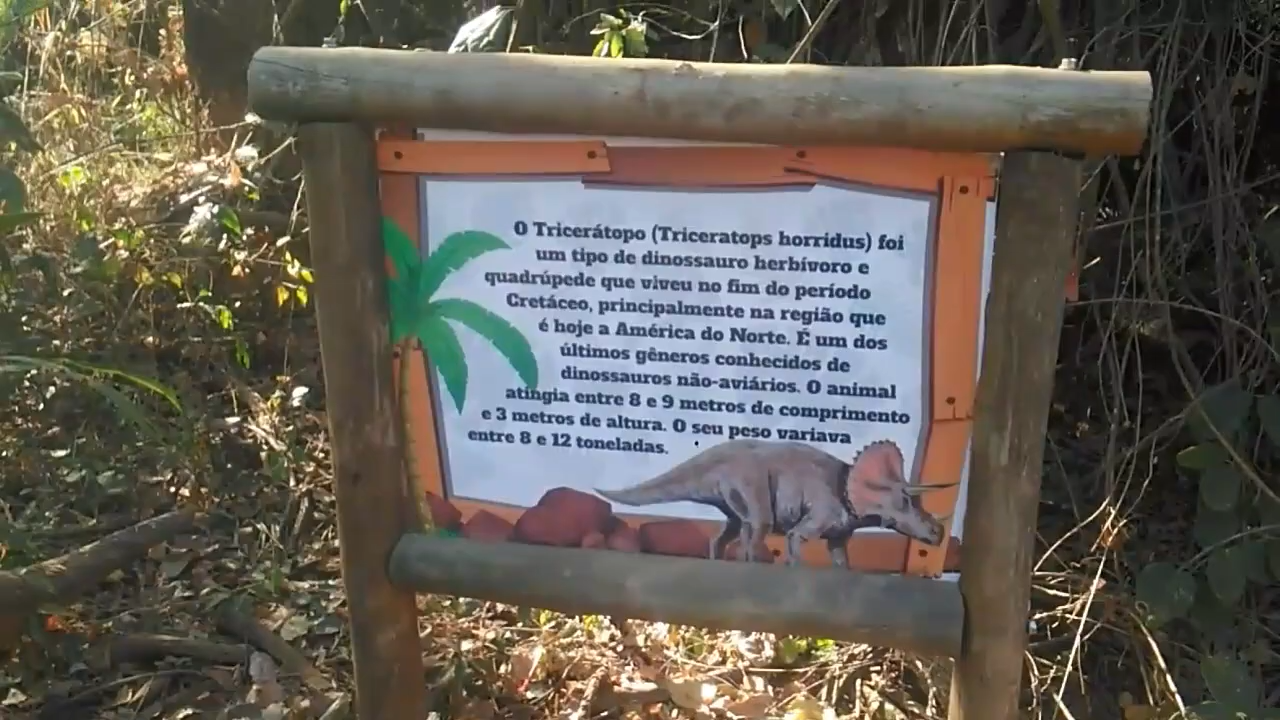 O Tricerátopo (Triceratops horridus) foi
um tipo de dinossauro herbívoro e
quadrúpede que viveu no fim do período
Cretáceo, principalmente na região que
é hoje a América do Norte. É um dos
últimos gêneros conhecidos de
dinossauros não-aviários. O animal
atingia entre 8 e 9 metros de comprimento
e 3 metros de altura. O seu peso variava
entre 8 e 12 toneladas.